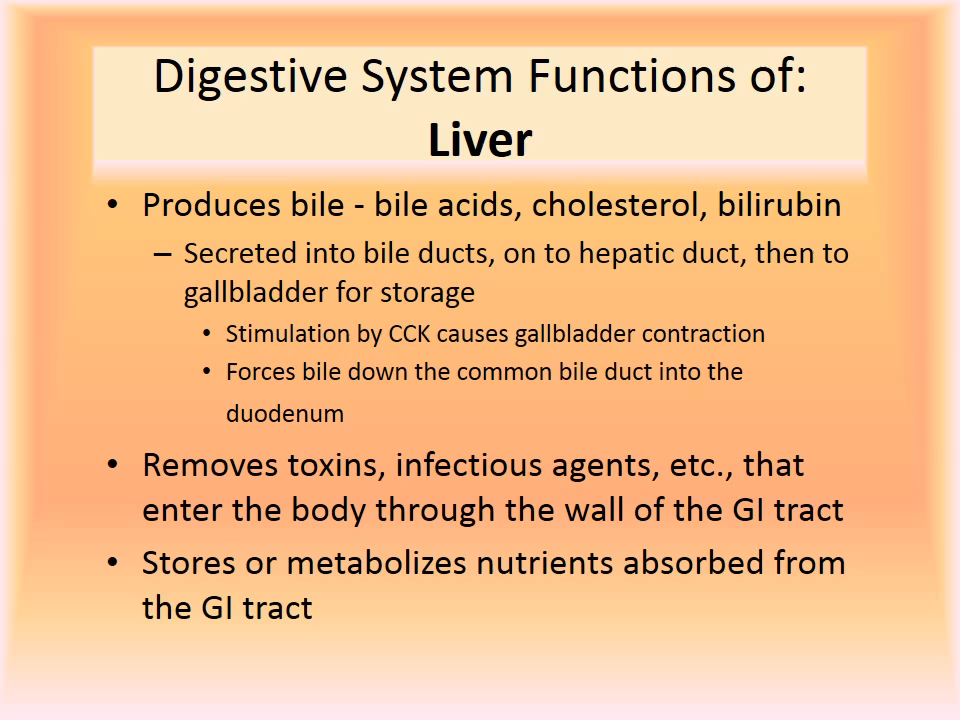 Digestive System Functions of:
Liver
• Produces bile - bile acids, cholesterol, bilirubin
– Secreted into bile ducts, on to hepatic duct, then to
gallbladder for storage
• Stimulation by CCK causes gallbladder contraction
• Forces bile down the common bile duct into the
duodenum
• Removes toxins, infectious agents, etc., that
enter the body through the wall of the GI tract
• Stores or metabolizes nutrients absorbed from
the GI tract